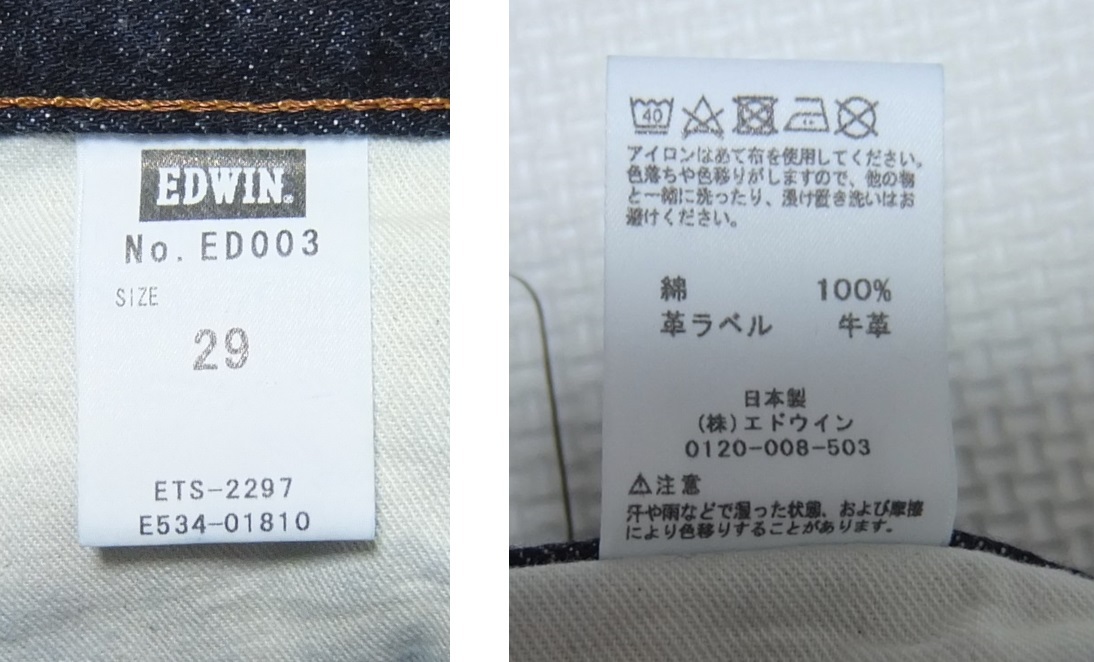 EDWIN®
No. ED003
SIZE
29
ETS-2297
E534-01810
40
アイロンはあて布を使用してください。
色落ちや色移りがしますので、他の物
と一緒に洗ったり、浸け置き洗いはお
避けください。
綿 100%
革ラベル 牛革
日本製
(株)エドウイン
0120-008-503
⚠注意
汗や雨などで湿った状態、および摩擦
により色移りすることがあります。